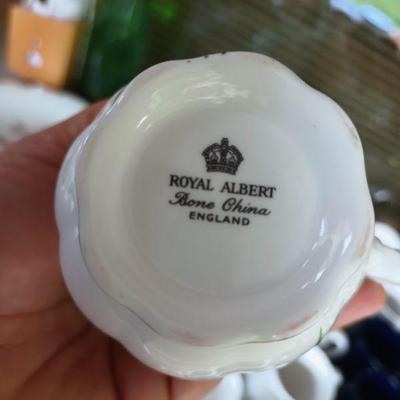 ROYAL ALBERT
Bone China
ENGLAND